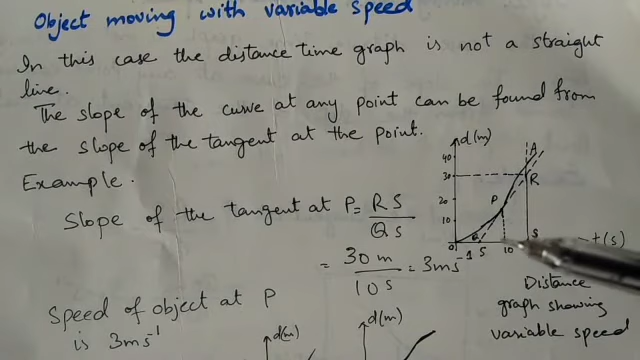 Object moving with variable speed
In this case the distance time graph is not a straight
line.
The slope of the curve at any point can be found from
the slope of the tangent at the point.
Example.
Slope of the tangent at P = RS
QS
= 30 m
10 s
= 3ms⁻¹
Speed of object at P
is 3ms⁻¹
d(m)
40
30
20
10
0
5
10
A
R
P
Q
S
t(s)
Distance
graph showing
variable speed
d(m)
d(m)